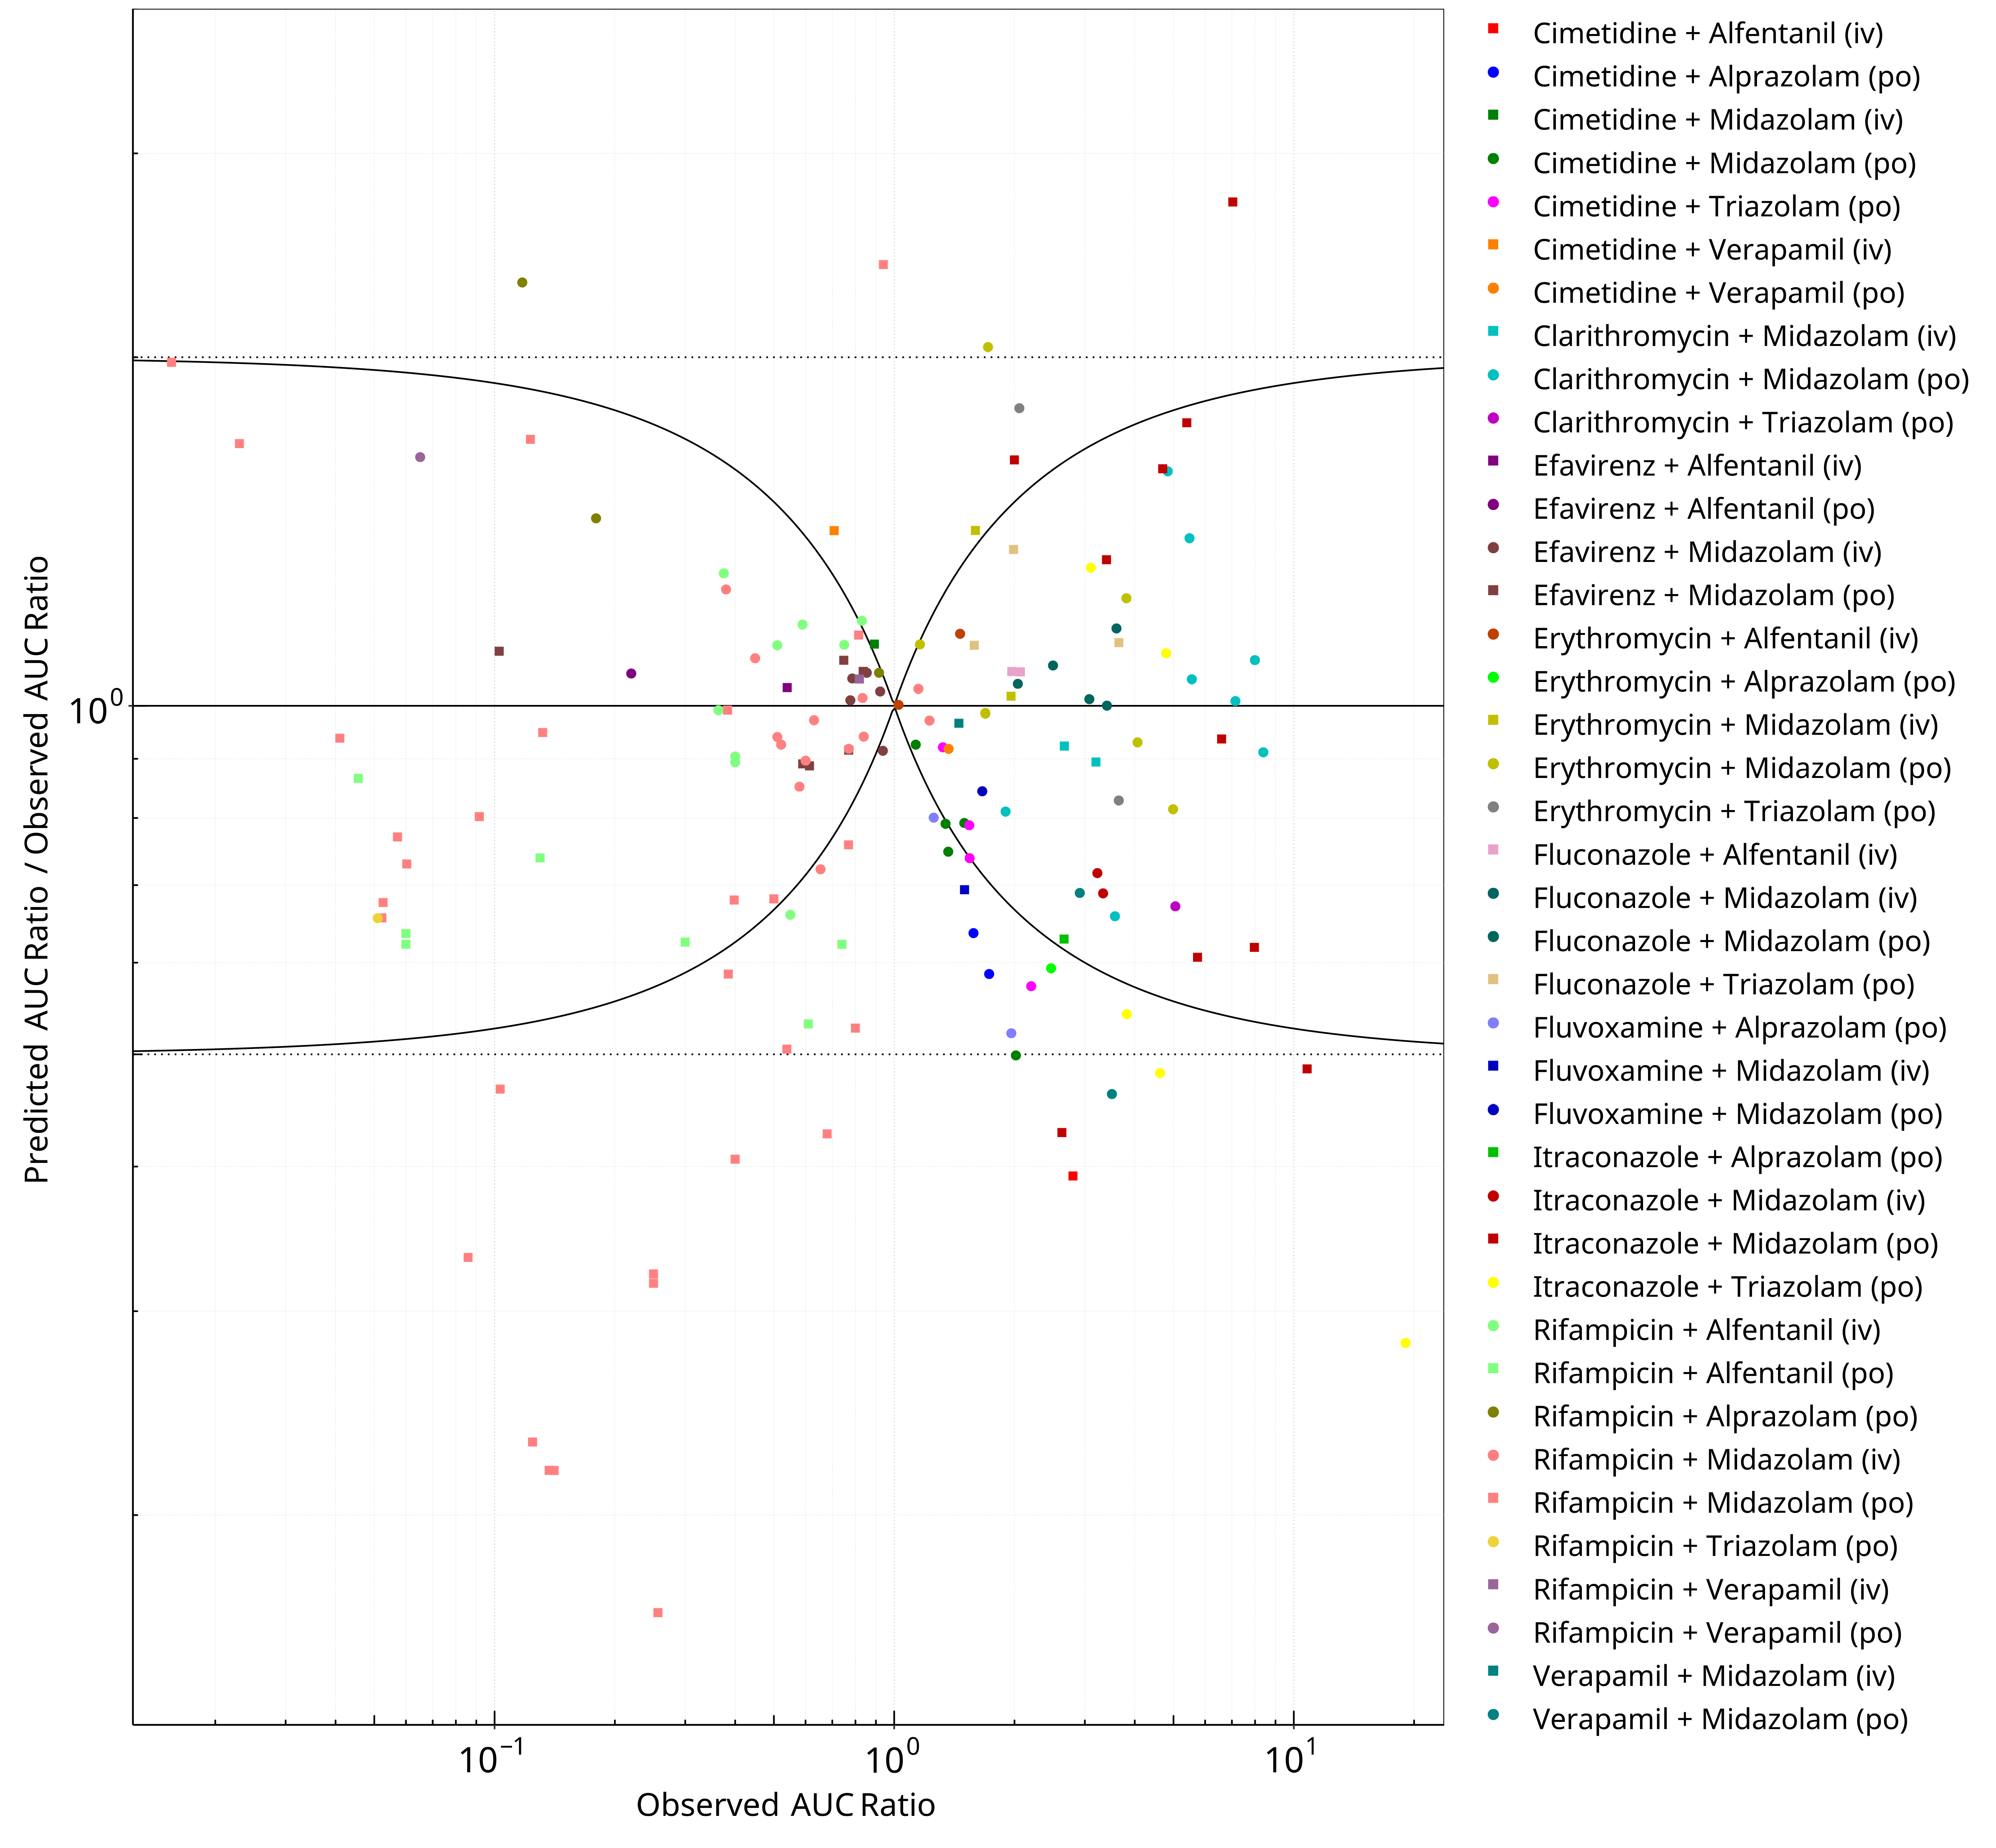 Cimetidine + Alfentanil (iv)
Cimetidine + Alprazolam (po)
Cimetidine + Midazolam (iv)
Cimetidine + Midazolam (po)
Cimetidine + Triazolam (po)
Cimetidine + Verapamil (iv)
Cimetidine + Verapamil (po)
Clarithromycin + Midazolam (iv)
Clarithromycin + Midazolam (po)
Clarithromycin + Triazolam (po)
Efavirenz + Alfentanil (iv)
Efavirenz + Alfentanil (po)
Efavirenz + Midazolam (iv)
Efavirenz + Midazolam (po)
Erythromycin + Alfentanil (iv)
Erythromycin + Alprazolam (po)
Erythromycin + Midazolam (iv)
Erythromycin + Midazolam (po)
Erythromycin + Triazolam (po)
Fluconazole + Alfentanil (iv)
Fluconazole + Midazolam (iv)
Fluconazole + Midazolam (po)
Fluconazole + Triazolam (po)
Fluvoxamine + Alprazolam (po)
Fluvoxamine + Midazolam (iv)
Fluvoxamine + Midazolam (po)
Itraconazole + Alprazolam (po)
Itraconazole + Midazolam (iv)
Itraconazole + Midazolam (po)
Itraconazole + Triazolam (po)
Rifampicin + Alfentanil (iv)
Rifampicin + Alfentanil (po)
Rifampicin + Alprazolam (po)
Rifampicin + Midazolam (iv)
Rifampicin + Midazolam (po)
Rifampicin + Triazolam (po)
Rifampicin + Verapamil (iv)
Rifampicin + Verapamil (po)
Verapamil + Midazolam (iv)
Verapamil + Midazolam (po)
Predicted AUC Ratio / Observed AUC Ratio
10⁰
10⁻¹ 10⁰ 10¹
Observed AUC Ratio